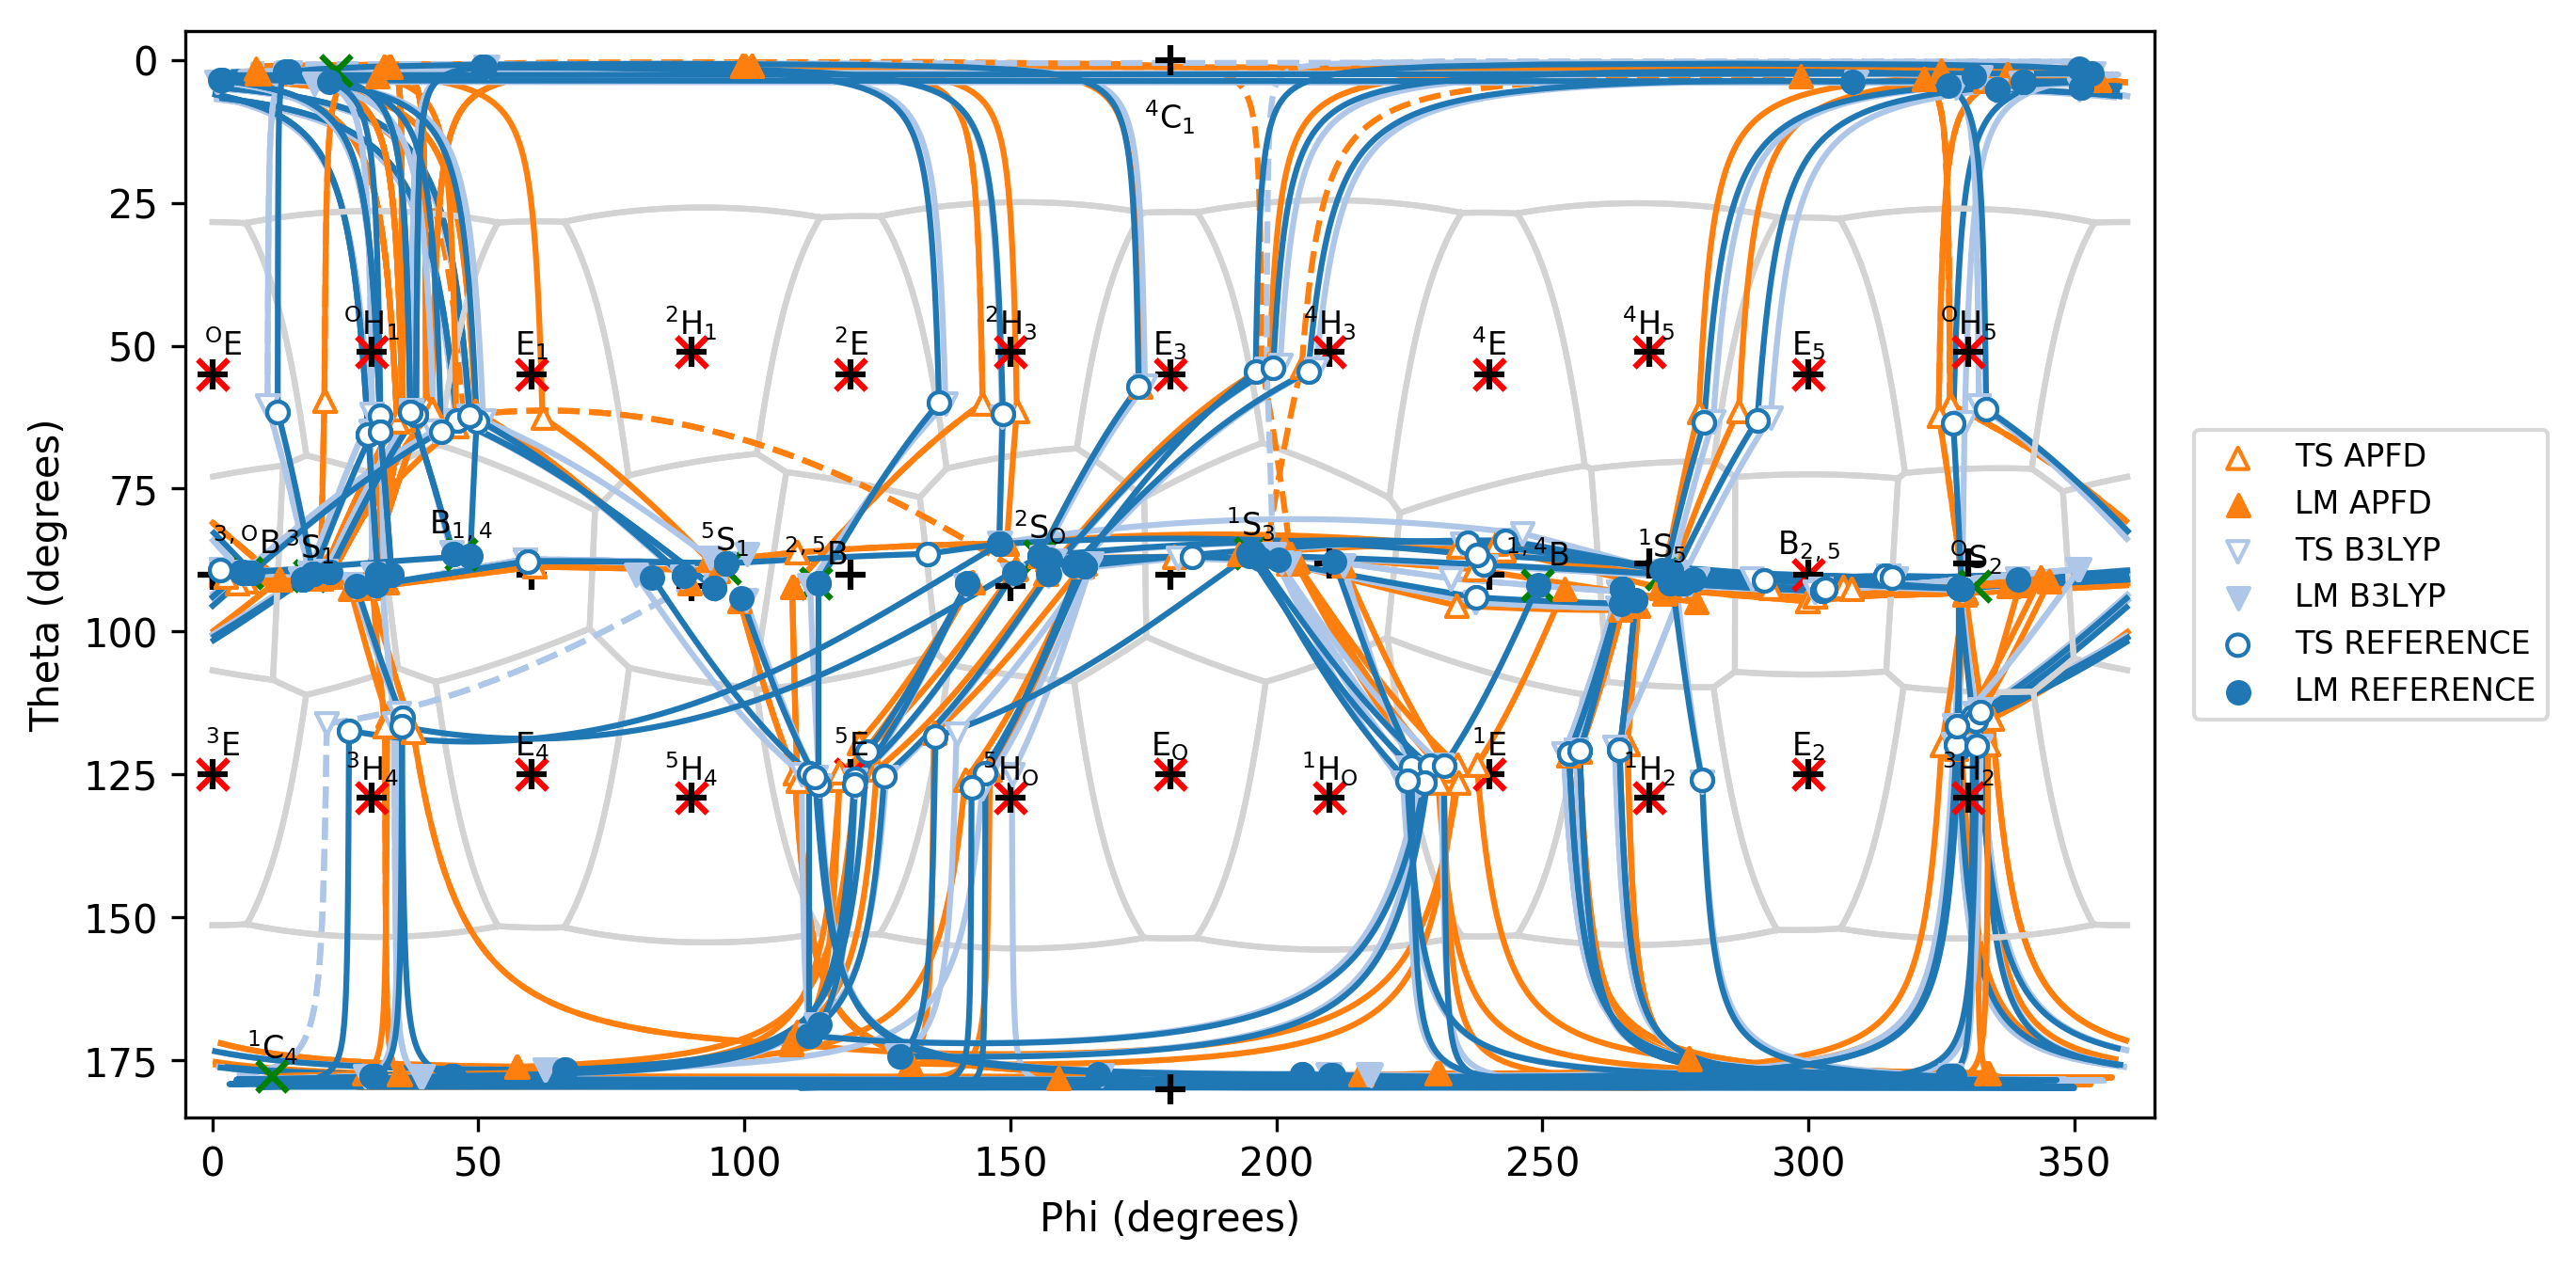 0
25
50
75
100
125
150
175
Theta (degrees)
0 50 100 150 200 250 300 350
Phi (degrees)
⁴C₁
ᴼE ᴼH₁ E₁ ²H₁ ²E ²H₃ E₃ ⁴H₃ ⁴E ⁴H₅ E₅ ᴼH₅
³,ᴼB ³S₁ B₁,₄ ⁵S₁ ²,⁵B ²Sₒ ¹S₃ ¹,⁴B ¹S₅ B₂,₅ ᴼS₂
³E ³H₄ E₄ ⁵H₄ ⁵E ⁵Hₒ Eₒ ¹Hₒ ¹E ¹H₂ E₂ ³H₂
¹C₄
TS APFD
LM APFD
TS B3LYP
LM B3LYP
TS REFERENCE
LM REFERENCE